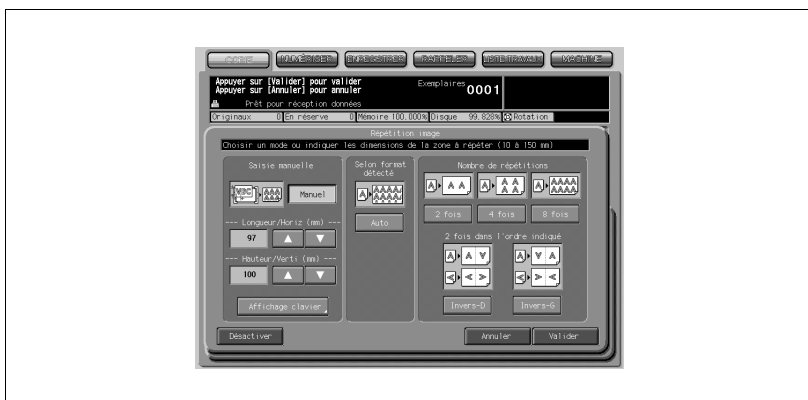 COPIE NUMÉRISER ENREGISTRER RAPPELER LISTE TRAVAUX MACHINE
Appuyer sur [Valider] pour valider
Appuyer sur [Annuler] pour annuler
Exemplaires 0001
Prêt pour réception données
Originaux 0 En réserve 0 Mémoire 100.000% Disque 99.828% Rotation
Répétition image
Choisir un mode ou indiquer les dimensions de la zone à répéter (10 à 150 mm)
Saisie manuelle
Manuel
--- Longueur/Horiz (mm) ---
97
--- Hauteur/Verti (mm) ---
100
Affichage clavier
Selon format
détecté
Auto
Nombre de répétitions
2 fois 4 fois 8 fois
2 fois dans l'ordre indiqué
Invers-D Invers-G
Désactiver Annuler Valider